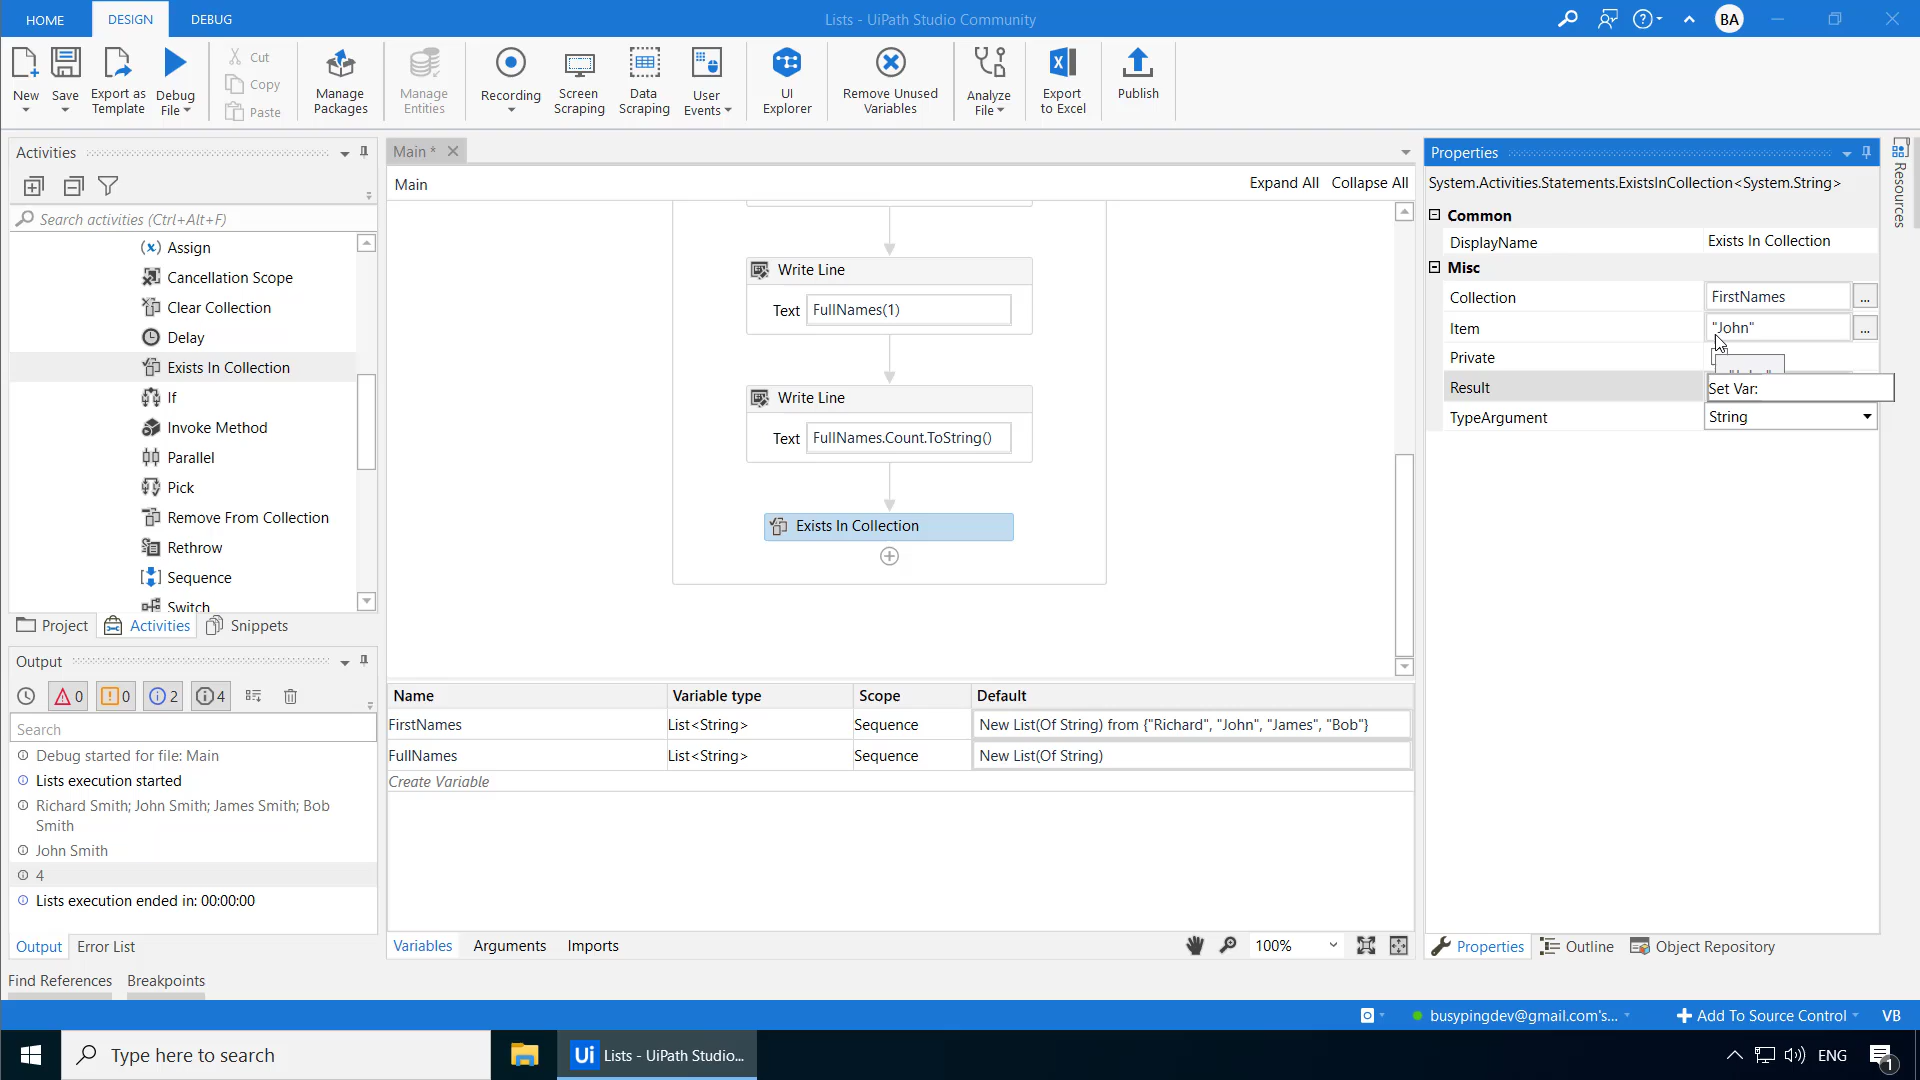 HOME
DESIGN
DEBUG
Lists - UiPath Studio Community
BA
New
Save
Export as
Template
Debug
File
Cut
Copy
Paste
Manage
Packages
Manage
Entities
Recording
Screen
Scraping
Data
Scraping
User
Events
UI
Explorer
Remove Unused
Variables
Analyze
File
Export
to Excel
Publish
Activities
Search activities (Ctrl+Alt+F)
Assign
Cancellation Scope
Clear Collection
Delay
Exists In Collection
If
Invoke Method
Parallel
Pick
Remove From Collection
Rethrow
Sequence
Switch
Project
Activities
Snippets
Output
0
0
2
4
Search
Debug started for file: Main
Lists execution started
Richard Smith; John Smith; James Smith; Bob
Smith
John Smith
4
Lists execution ended in: 00:00:00
Output
Error List
Find References
Breakpoints
Main *
Main
Expand All
Collapse All
Write Line
Text
FullNames(1)
Write Line
Text
FullNames.Count.ToString()
Exists In Collection
Name
Variable type
Scope
Default
FirstNames
List<String>
Sequence
New List(Of String) from {"Richard", "John", "James", "Bob"}
FullNames
List<String>
Sequence
New List(Of String)
Create Variable
Variables
Arguments
Imports
100%
Properties
System.Activities.Statements.ExistsInCollection<System.String>
Common
DisplayName
Exists In Collection
Misc
Collection
FirstNames
...
Item
"John"
...
Private
Result
Set Var:
TypeArgument
String
Properties
Outline
Object Repository
Resources
busypingdev@gmail.com's...
Add To Source Control
VB
Type here to search
Ui
Lists - UiPath Studio...
ENG
1